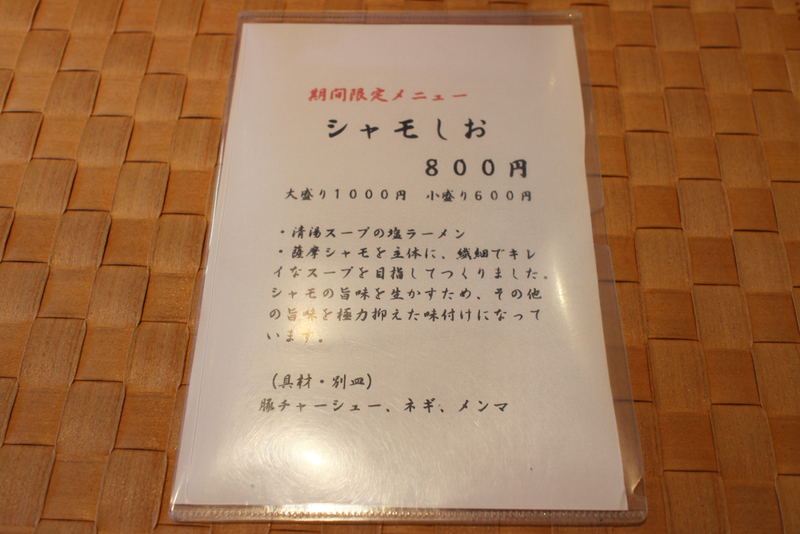 期間限定メニュー
シャモしお
８００円
大盛り１０００円　小盛り６００円
・清湯スープの塩ラーメン
・薩摩シャモを主体に、繊細でキレ
イなスープを目指してつくりました。
シャモの旨味を生かすため、その他
の旨味を極力抑えた味付けになって
います。
（具材・別皿）
豚チャーシュー、ネギ、メンマ